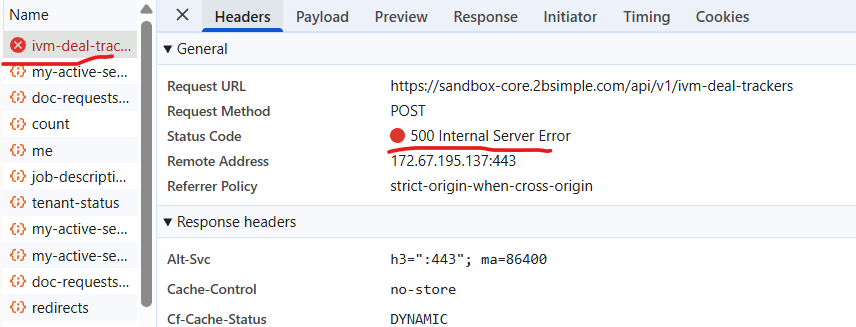 Name
ivm-deal-trac...
my-active-se...
doc-requests...
count
me
job-descripti...
tenant-status
my-active-se...
my-active-se...
doc-requests...
redirects
Headers Payload Preview Response Initiator Timing Cookies
General
Request URL https://sandbox-core.2bsimple.com/api/v1/ivm-deal-trackers
Request Method POST
Status Code 500 Internal Server Error
Remote Address 172.67.195.137:443
Referrer Policy strict-origin-when-cross-origin
Response headers
Alt-Svc h3=":443"; ma=86400
Cache-Control no-store
Cf-Cache-Status DYNAMIC